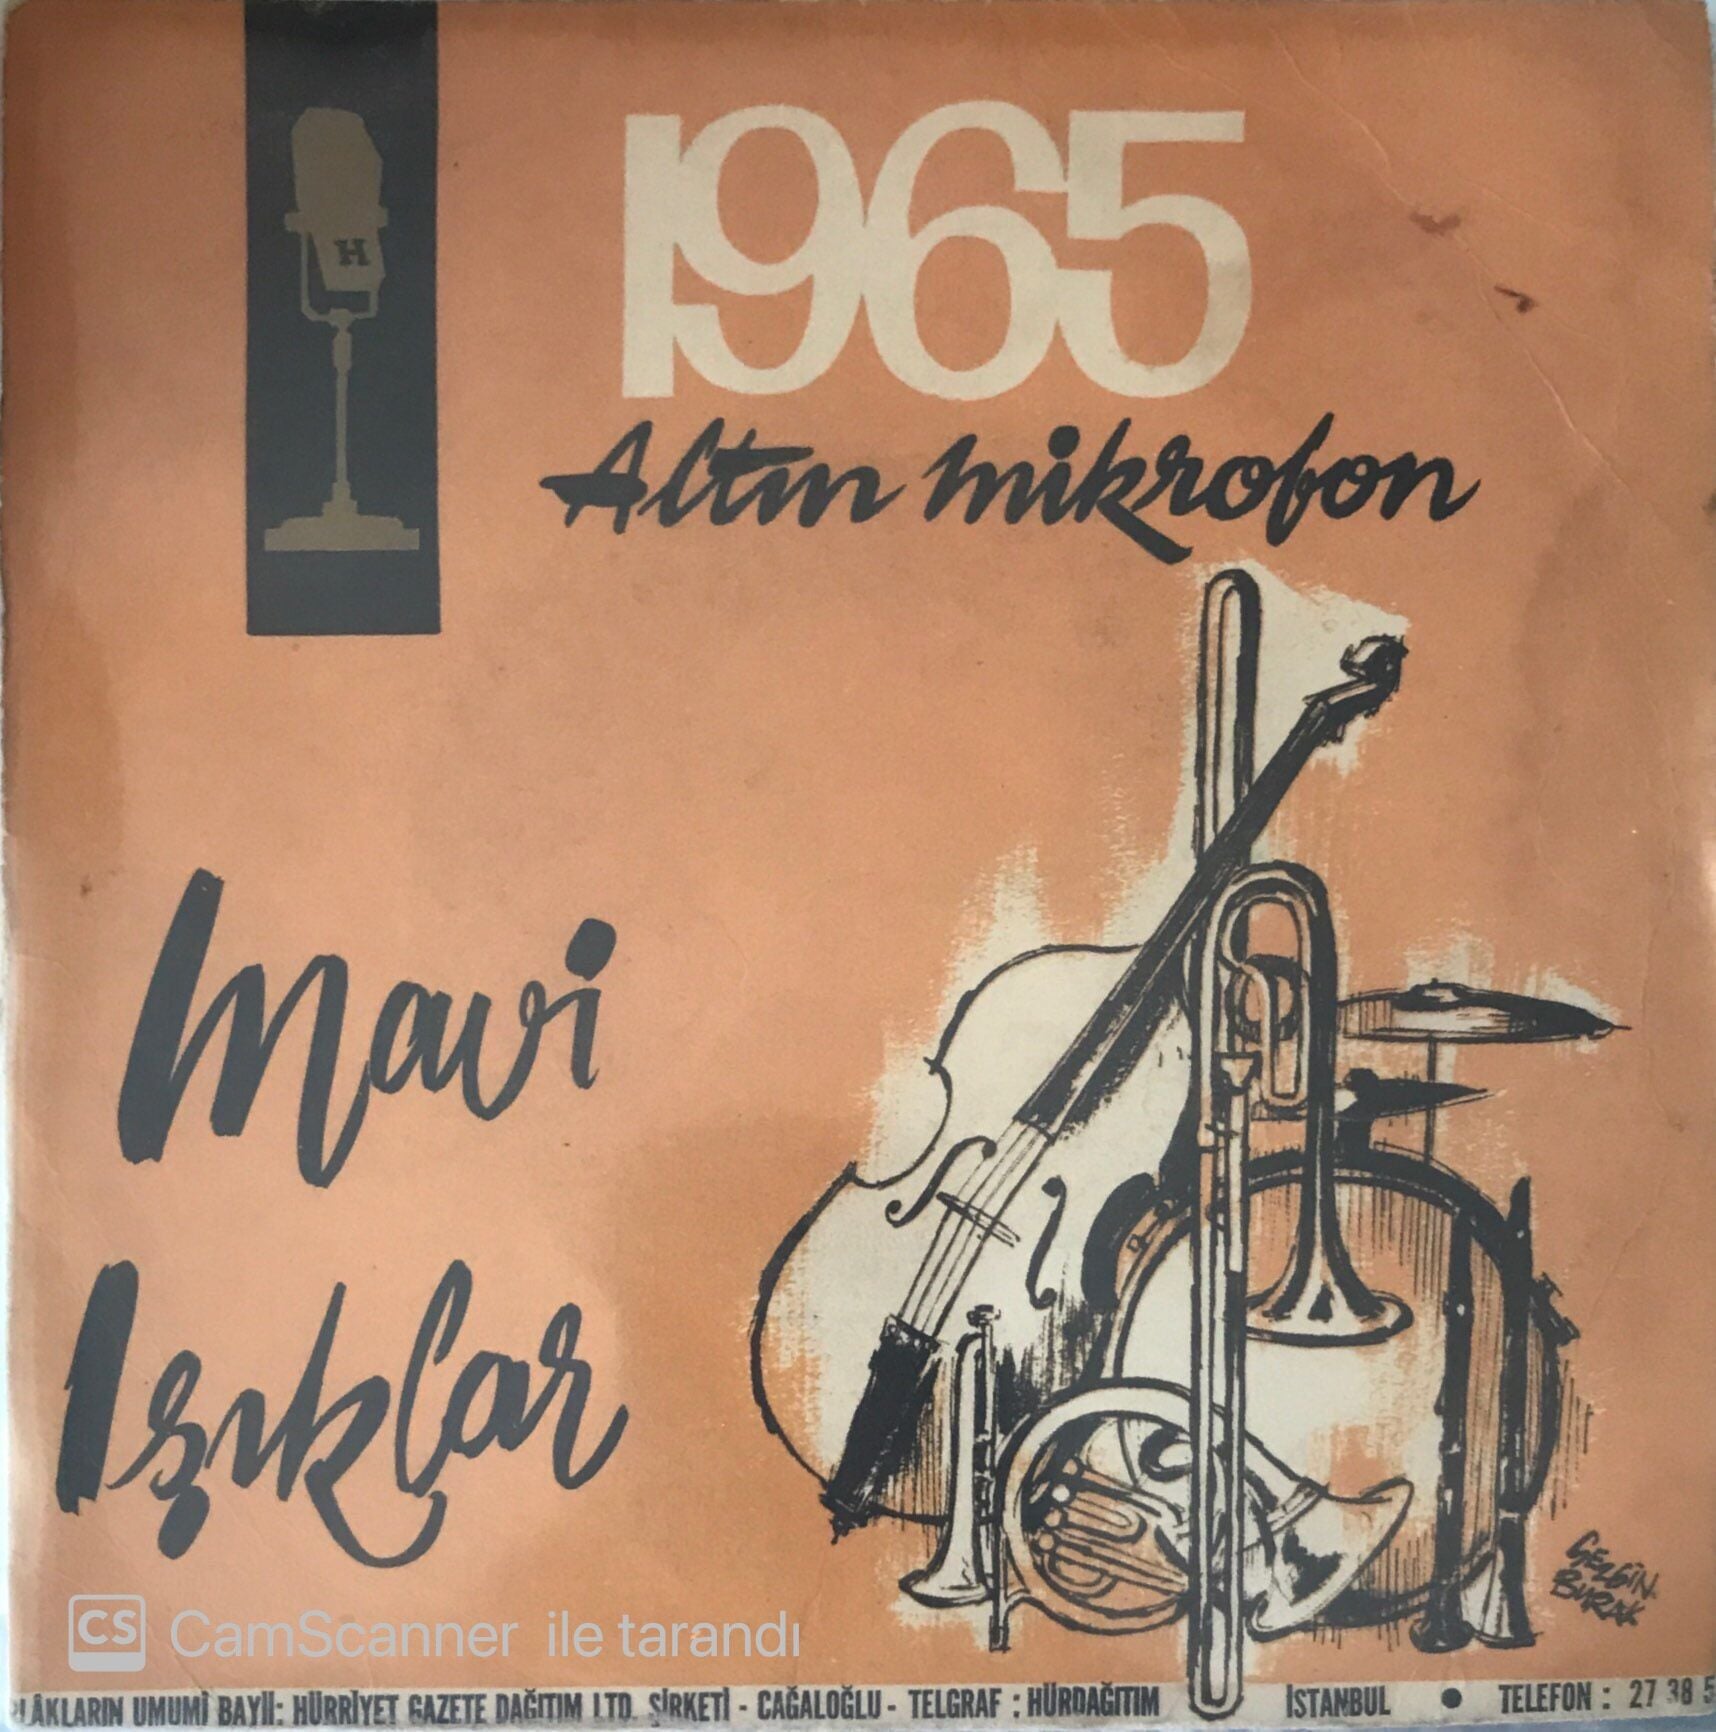 H
1965
Altın mikrofon
Mavi
Işıklar
GEZGİN.
BURAK
CS CamScanner ile tarandı
LÂKLARIN UMUMİ BAYİİ: HÜRRİYET GAZETE DAĞITIM LTD. ŞİRKETİ - CAĞALOĞLU - TELGRAF : HÜRDAĞITIM İSTANBUL ● TELEFON : 27 38 5